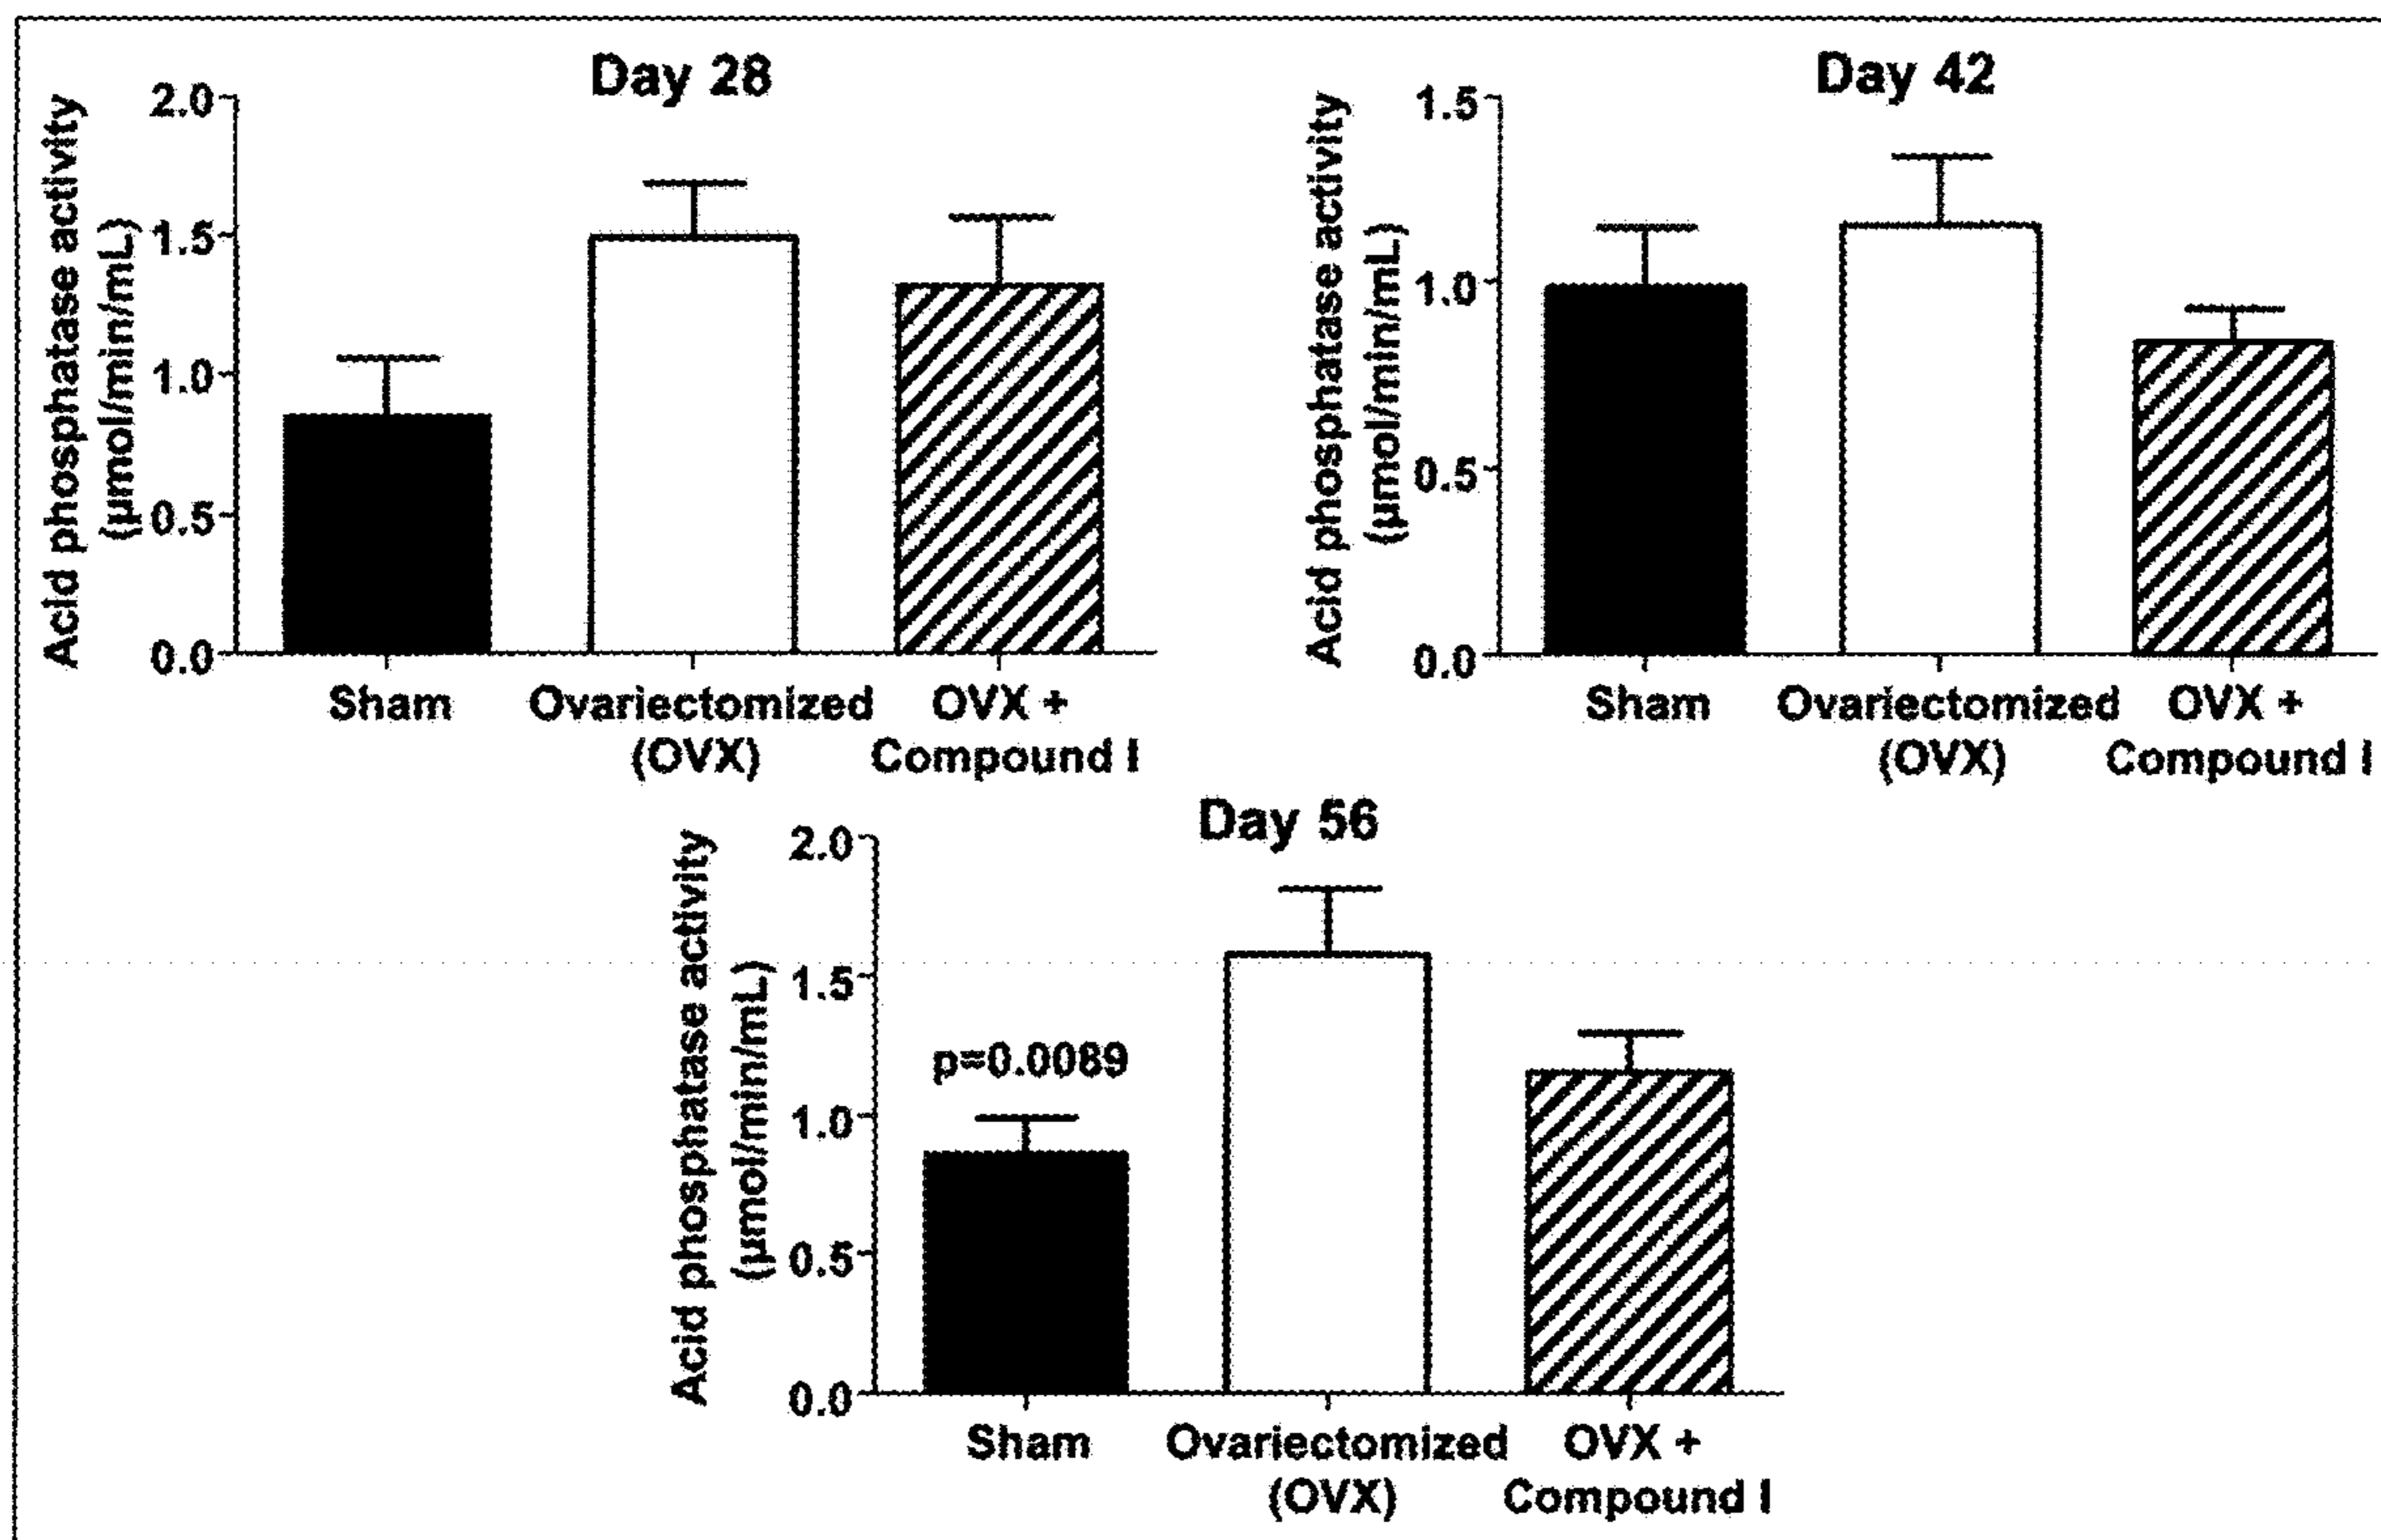 Day 28
Acid phosphatase activity
(µmol/min/mL)
2.0
1.5
1.0
0.5
0.0
Sham
Ovariectomized
(OVX)
OVX +
Compound I
Day 42
Acid phosphatase activity
(µmol/min/mL)
1.5
1.0
0.5
0.0
Sham
Ovariectomized
(OVX)
OVX +
Compound I
Day 56
Acid phosphatase activity
(µmol/min/mL)
2.0
1.5
1.0
0.5
0.0
p=0.0089
Sham
Ovariectomized
(OVX)
OVX +
Compound I